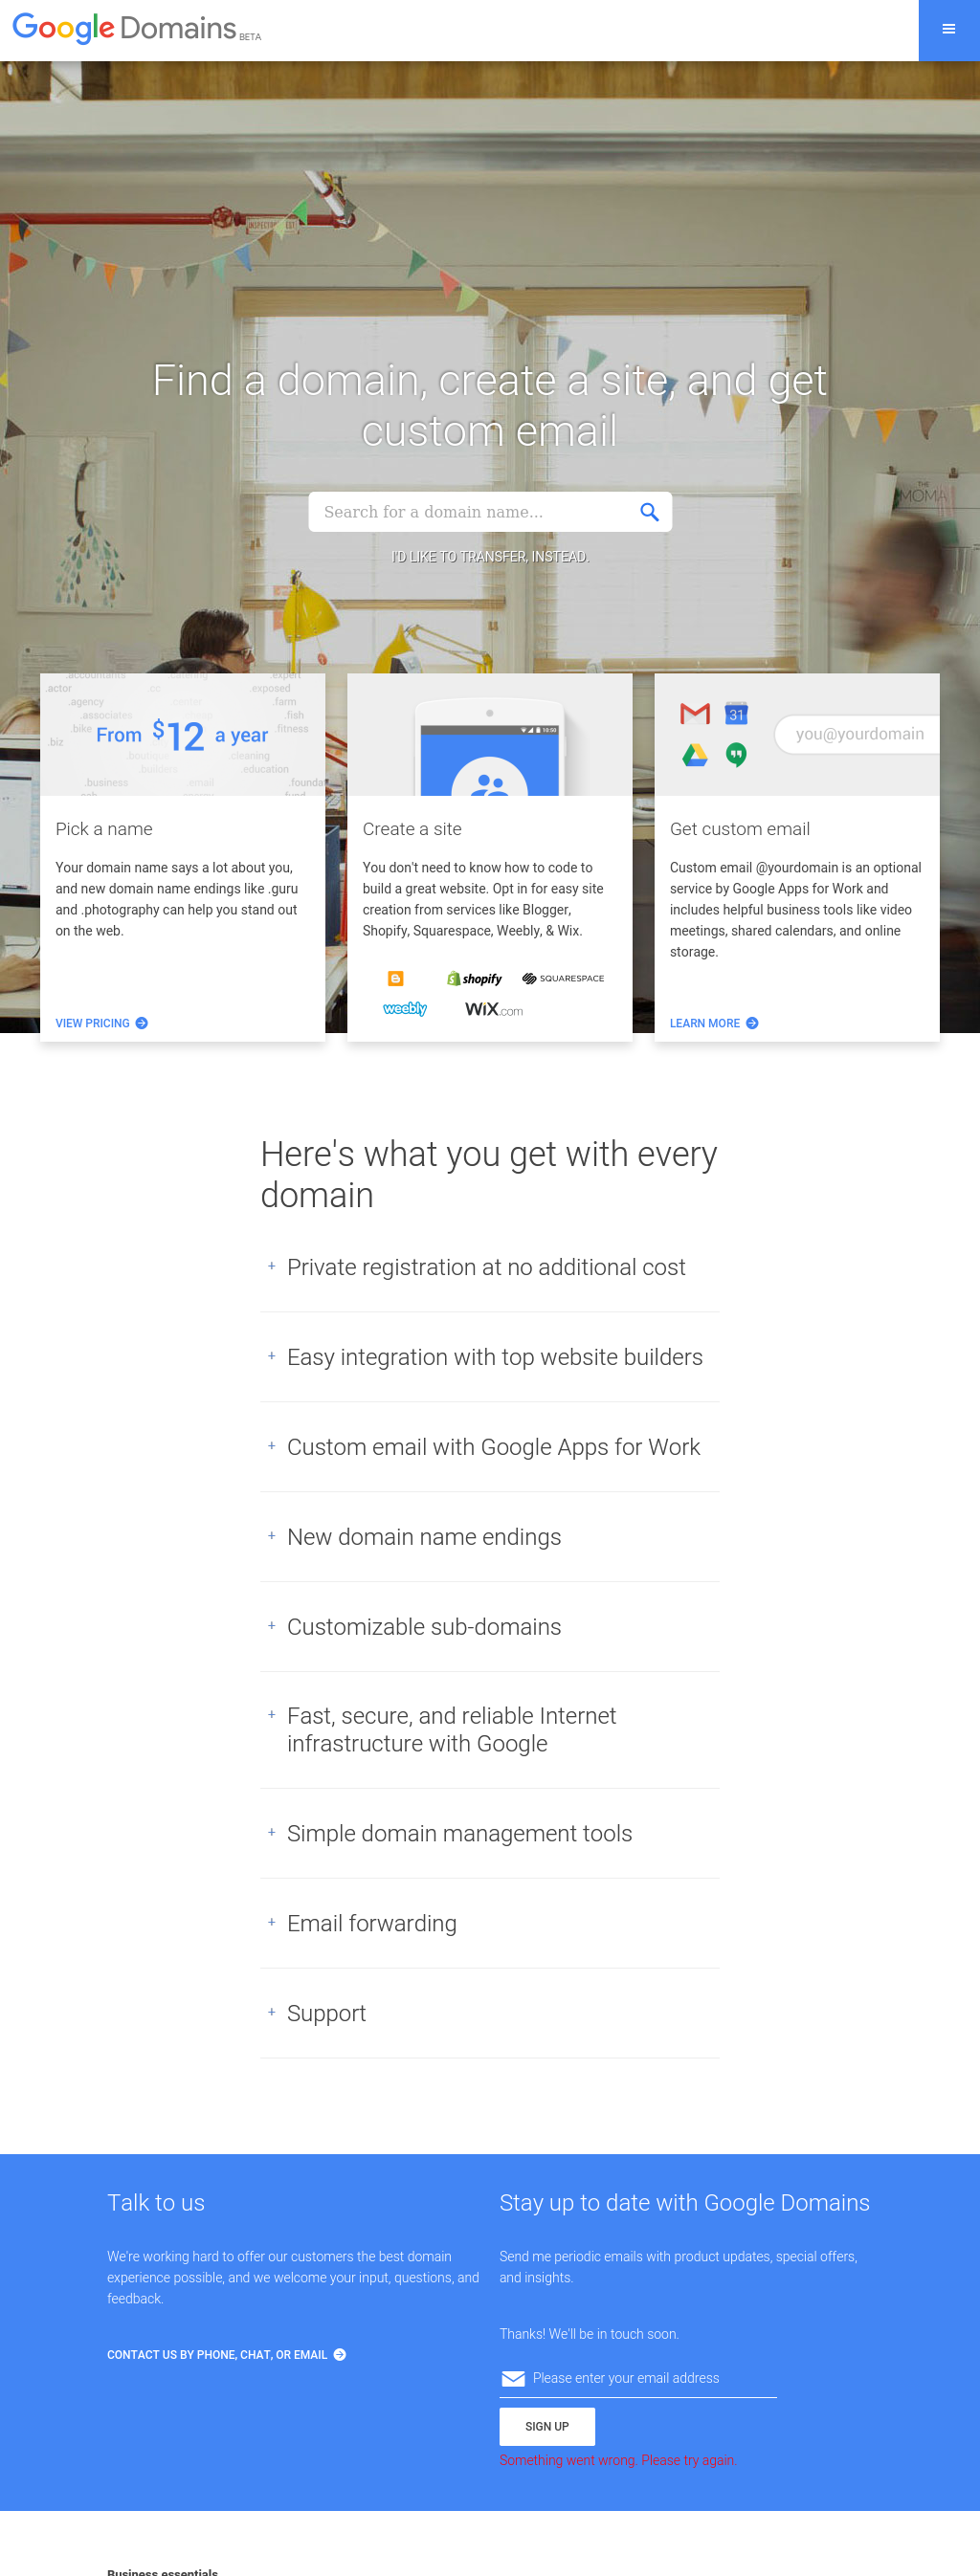 Google Domains BETA
INSPECTORS TEST
Find a domain, create a site, and get
custom email
Search for a domain name...
I'D LIKE TO TRANSFER, INSTEAD.
THE
MOMA
.accountants .catering .expert
.actor .cc .exposed
.agency .center .farm
.associates .fish
.bike .fitness
From $12 a year
.biz .boutique .cleaning
.builders .education
.business .email .foundat
Pick a name
Your domain name says a lot about you,
and new domain name endings like .guru
and .photography can help you stand out
on the web.
VIEW PRICING
10:50
Create a site
You don't need to know how to code to
build a great website. Opt in for easy site
creation from services like Blogger,
Shopify, Squarespace, Weebly, & Wix.
shopify SQUARESPACE
weebly WiX.com
31
you@yourdomain
Get custom email
Custom email @yourdomain is an optional
service by Google Apps for Work and
includes helpful business tools like video
meetings, shared calendars, and online
storage.
LEARN MORE
Here's what you get with every
domain
+ Private registration at no additional cost
+ Easy integration with top website builders
+ Custom email with Google Apps for Work
+ New domain name endings
+ Customizable sub-domains
+ Fast, secure, and reliable Internet
infrastructure with Google
+ Simple domain management tools
+ Email forwarding
+ Support
Talk to us
We're working hard to offer our customers the best domain
experience possible, and we welcome your input, questions, and
feedback.
CONTACT US BY PHONE, CHAT, OR EMAIL
Stay up to date with Google Domains
Send me periodic emails with product updates, special offers,
and insights.
Thanks! We'll be in touch soon.
Please enter your email address
SIGN UP
Something went wrong. Please try again.
Business essentials